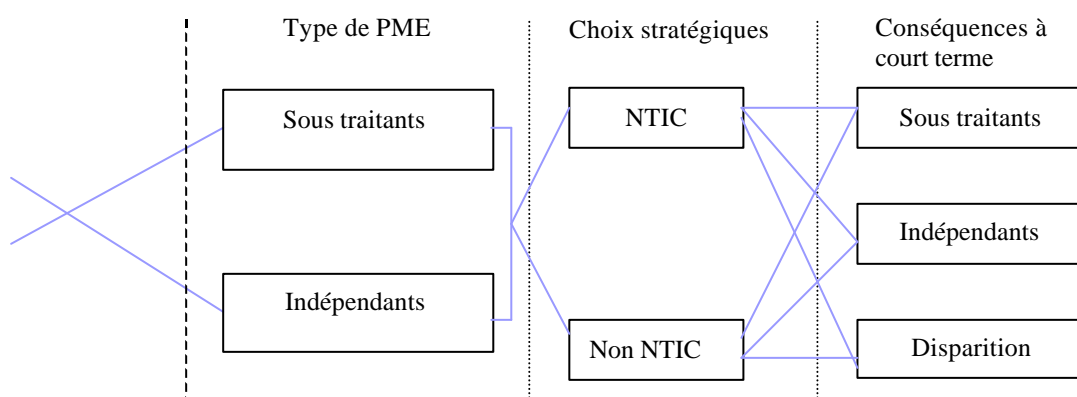 Type de PME
Choix stratégiques
Conséquences à
court terme
Sous traitants
NTIC
Sous traitants
Indépendants
Indépendants
Non NTIC
Disparition